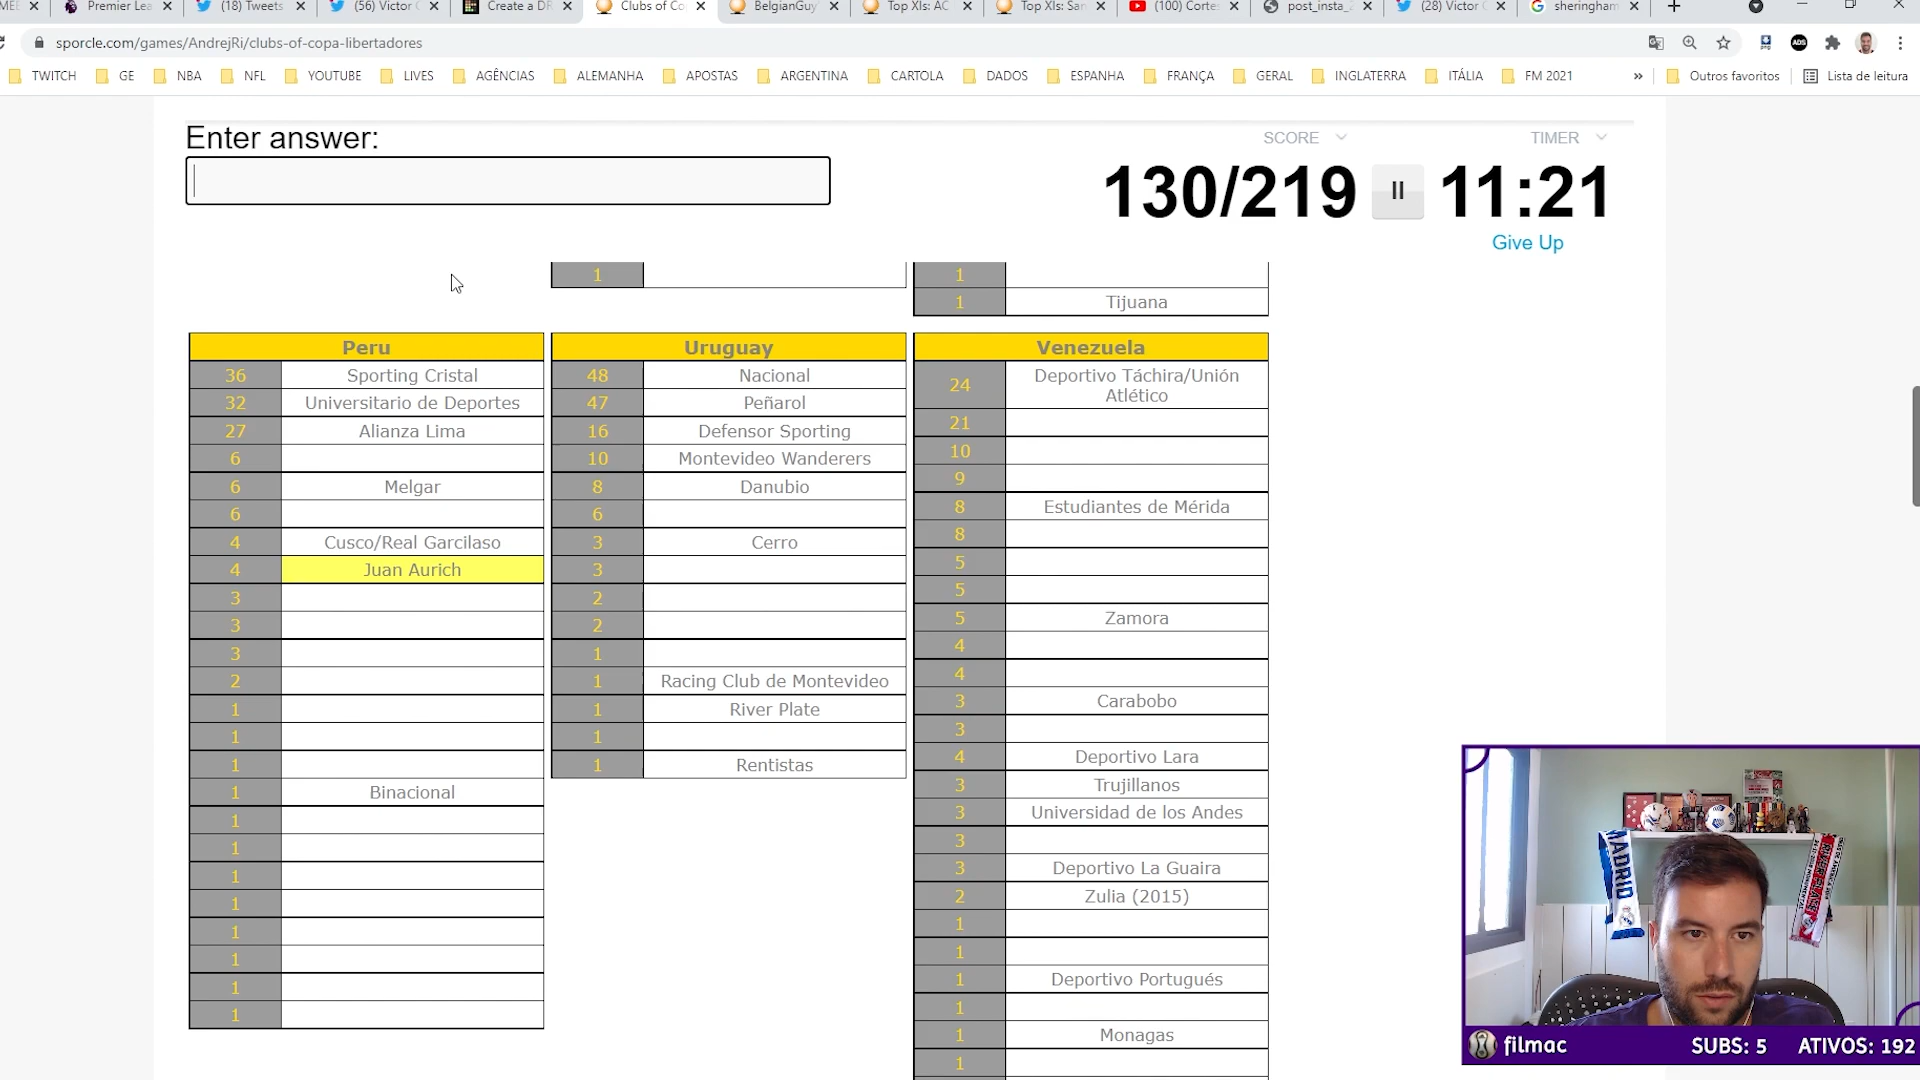 Premier Lea
(18) Tweets
(56) Victor
Create a DR
Clubs of Co
BelgianGuy
Top XIs: AC
Top XIs: San
(100) Corte
post_insta_
(28) Victor
sheringham
sporcle.com/games/AndrejRi/clubs-of-copa-libertadores
TWITCH GE NBA NFL YOUTUBE LIVES AGÊNCIAS ALEMANHA APOSTAS ARGENTINA CARTOLA DADOS ESPANHA FRANÇA GERAL INGLATERRA ITÁLIA FM 2021 » Outros favoritos Lista de leitura
Enter answer:
SCORE
TIMER
130/219
11:21
Give Up
1
1
1 Tijuana
Peru
36 Sporting Cristal
32 Universitario de Deportes
27 Alianza Lima
6
6 Melgar
6
4 Cusco/Real Garcilaso
4 Juan Aurich
3
3
3
2
1
1
1
1 Binacional
1
1
1
1
1
1
1
1
Uruguay
48 Nacional
47 Peñarol
16 Defensor Sporting
10 Montevideo Wanderers
8 Danubio
6
3 Cerro
3
2
2
1
1 Racing Club de Montevideo
1 River Plate
1
1 Rentistas
Venezuela
24 Deportivo Táchira/Unión
Atlético
21
10
9
8 Estudiantes de Mérida
8
5
5
5 Zamora
4
4
3 Carabobo
3
4 Deportivo Lara
3 Trujillanos
3 Universidad de los Andes
3
3 Deportivo La Guaira
2 Zulia (2015)
1
1
1 Deportivo Portugués
1
1 Monagas
1
MADRID
RIVER PLATE
filmac
SUBS: 5
ATIVOS: 192